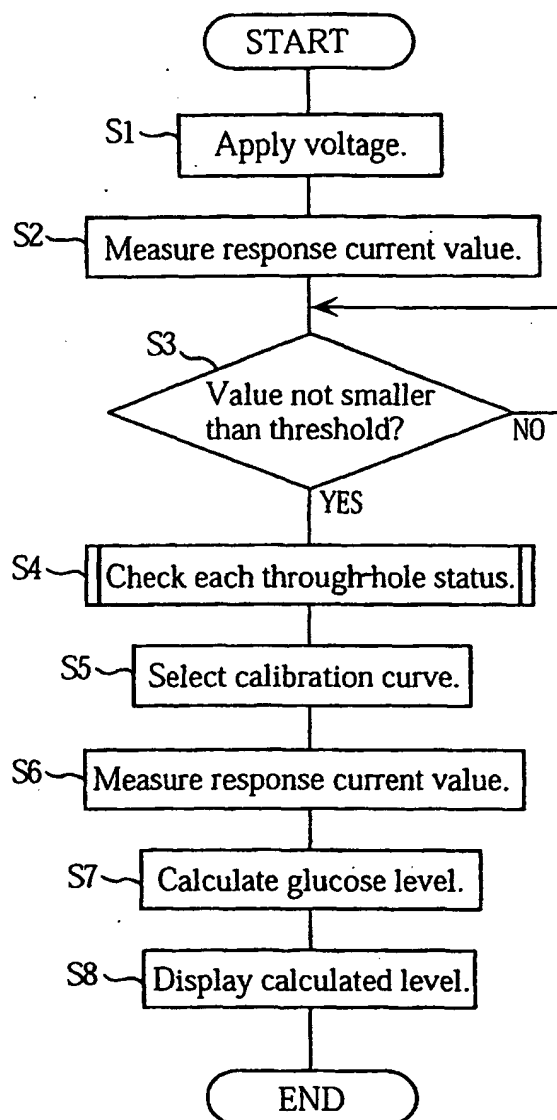 START
S1
Apply voltage.
S2
Measure response current value.
S3
Value not smaller
than threshold?
NO
YES
S4
Check each through-hole status.
S5
Select calibration curve.
S6
Measure response current value.
S7
Calculate glucose level.
S8
Display calculated level.
END